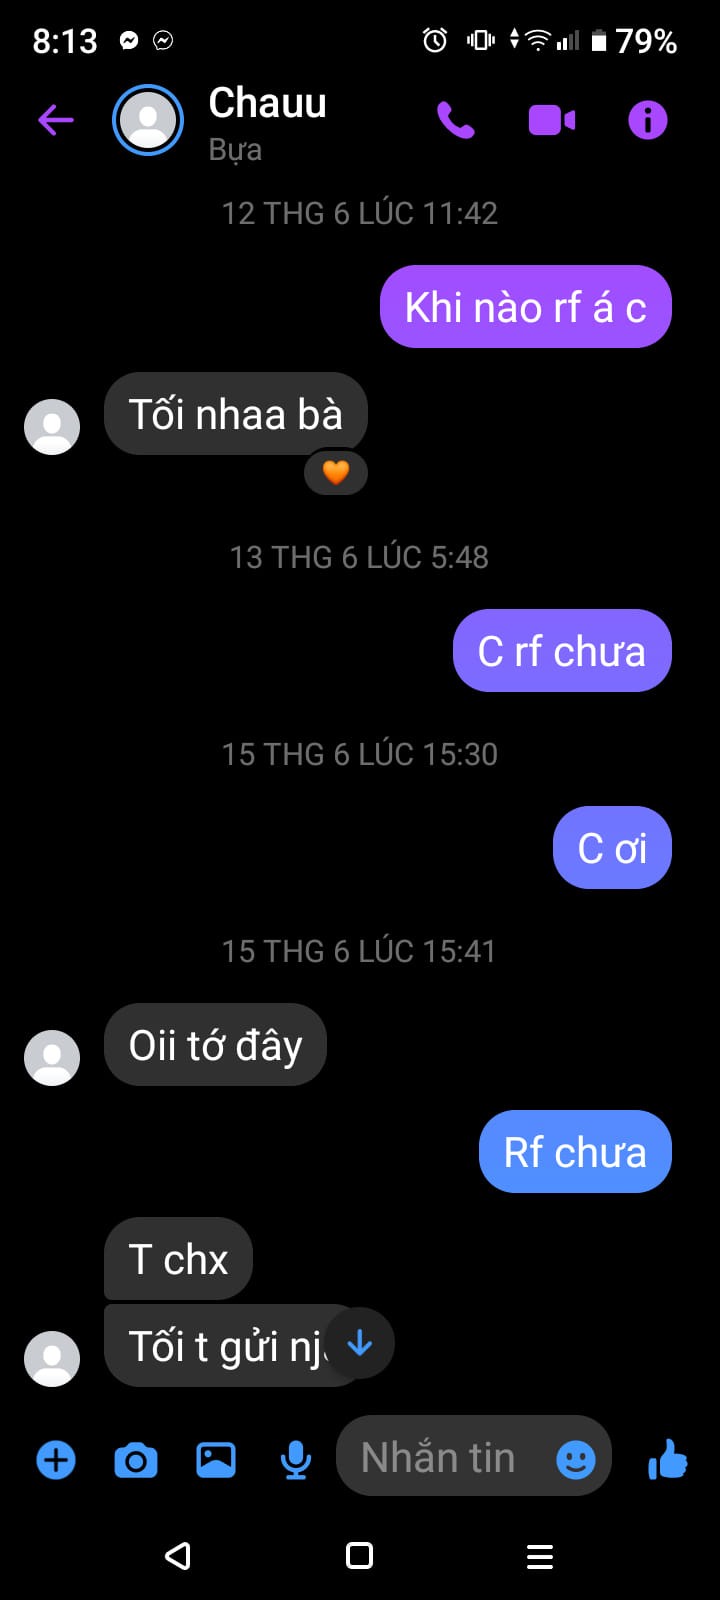 8:13
79%
Chauu
Bựa
12 THG 6 LÚC 11:42
Khi nào rf á c
Tối nhaa bà
13 THG 6 LÚC 5:48
C rf chưa
15 THG 6 LÚC 15:30
C ơi
15 THG 6 LÚC 15:41
Oii tớ đây
Rf chưa
T chx
Tối t gửi
Nhắn tin